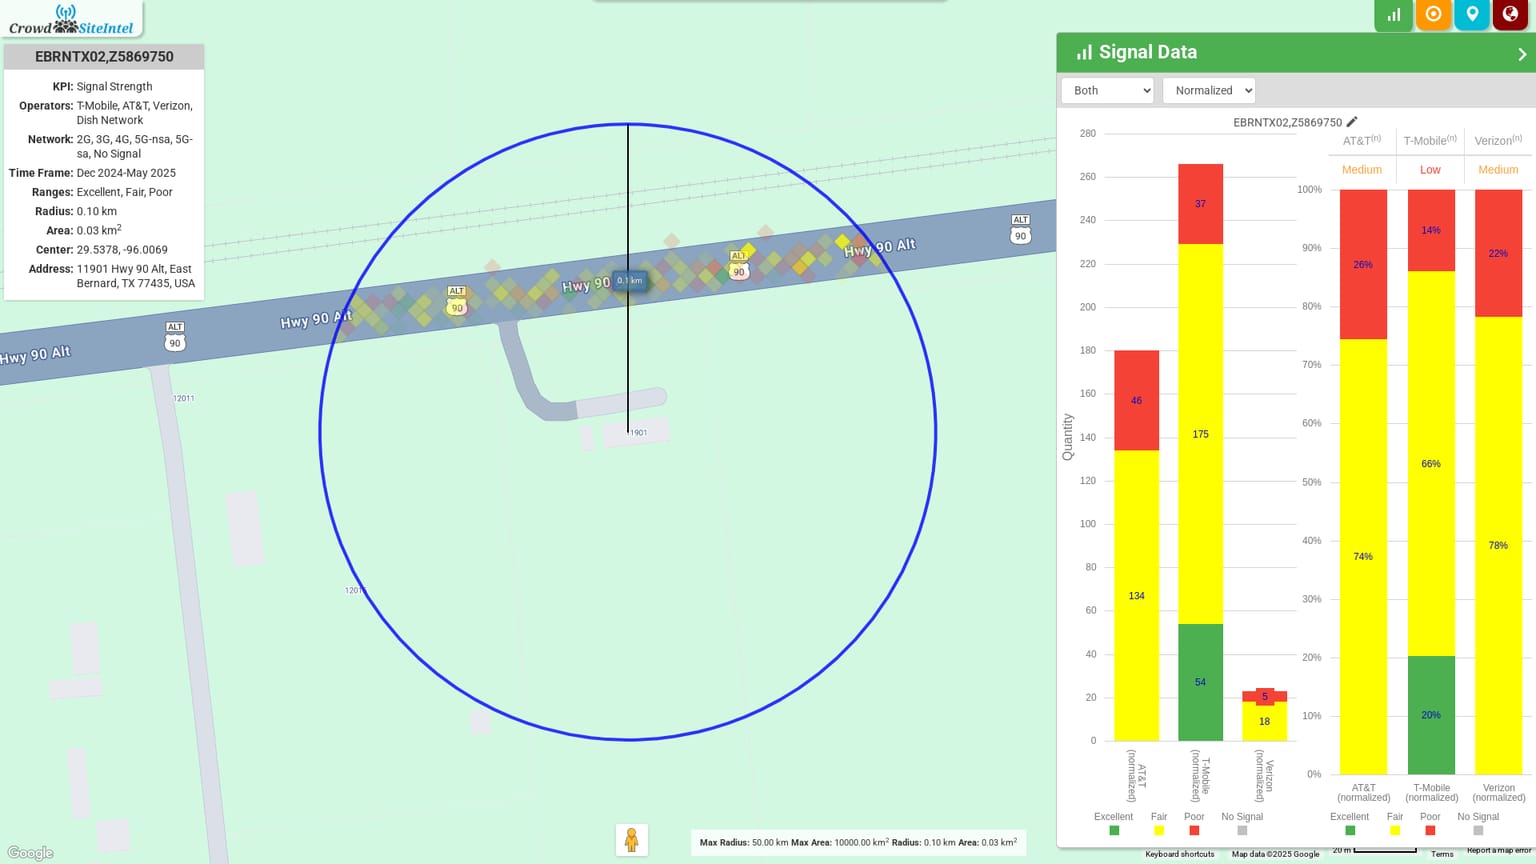 CrowdSiteIntel
EBRNTX02,Z5869750
KPI: Signal Strength
Operators: T-Mobile, AT&T, Verizon,
Dish Network
Network: 2G, 3G, 4G, 5G-nsa, 5G-
sa, No Signal
Time Frame: Dec 2024-May 2025
Ranges: Excellent, Fair, Poor
Radius: 0.10 km
Area: 0.03 km²
Center: 29.5378, -96.0069
Address: 11901 Hwy 90 Alt, East
Bernard, TX 77435, USA
ALT
90
Hwy 90 Alt
ALT
90
Hwy 90
0.1 km
ALT
90
Hwy 90 Alt
Hwy 90 Alt
ALT
90
12011
11901
Google
Max Radius: 50.00 km Max Area: 10000.00 km² Radius: 0.10 km Area: 0.03 km²
Signal Data
Both
Normalized
EBRNTX02,Z5869750
Quantity
280
260
240
220
200
180
160
140
120
100
80
60
40
20
0
46
134
37
175
54
5
18
AT&T
(normalized)
T-Mobile
(normalized)
Verizon
(normalized)
Excellent
Fair
Poor
No Signal
AT&T(n)
T-Mobile(n)
Verizon(n)
Medium
Low
Medium
100%
90%
80%
70%
60%
50%
40%
30%
20%
10%
0%
26%
74%
14%
66%
20%
22%
78%
AT&T
(normalized)
T-Mobile
(normalized)
Verizon
(normalized)
Excellent
Fair
Poor
No Signal
Keyboard shortcuts
Map data ©2025 Google
20 m
Terms
Report a map error